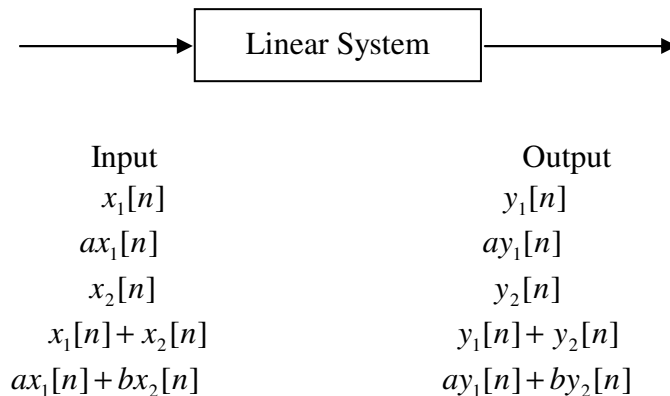 Linear System
Input Output
x₁[n] y₁[n]
ax₁[n] ay₁[n]
x₂[n] y₂[n]
x₁[n] + x₂[n] y₁[n] + y₂[n]
ax₁[n] + bx₂[n] ay₁[n] + by₂[n]